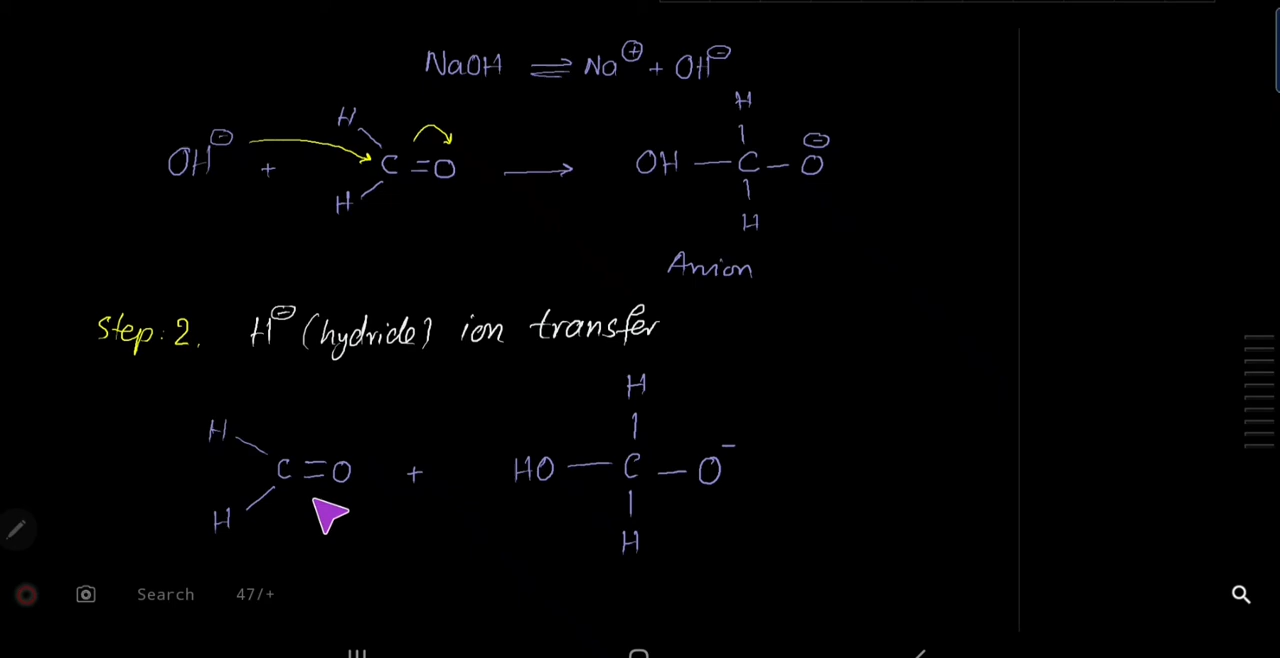 NaOH ⇌ Na⊕ + OH⊖
H H
OH⊖ + C=O → OH — C — O⊖
H H
Anion
Step: 2. H⊖ (hydride) ion transfer
H
H
C=O + HO — C — O⁻
H
H
Search 47/+